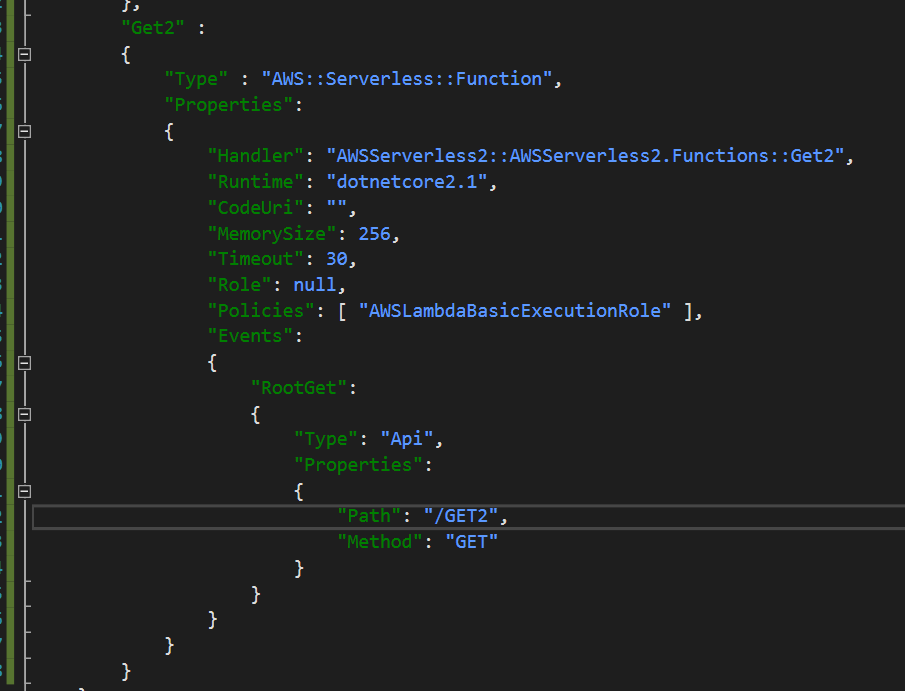 },
"Get2" :
{
"Type" : "AWS::Serverless::Function",
"Properties":
{
"Handler": "AWSServerless2::AWSServerless2.Functions::Get2",
"Runtime": "dotnetcore2.1",
"CodeUri": "",
"MemorySize": 256,
"Timeout": 30,
"Role": null,
"Policies": [ "AWSLambdaBasicExecutionRole" ],
"Events":
{
"RootGet":
{
"Type": "Api",
"Properties":
{
"Path": "/GET2",
"Method": "GET"
}
}
}
}
}